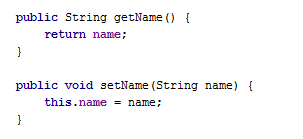 public String getName() {
    return name;
}

public void setName(String name) {
    this.name = name;
}